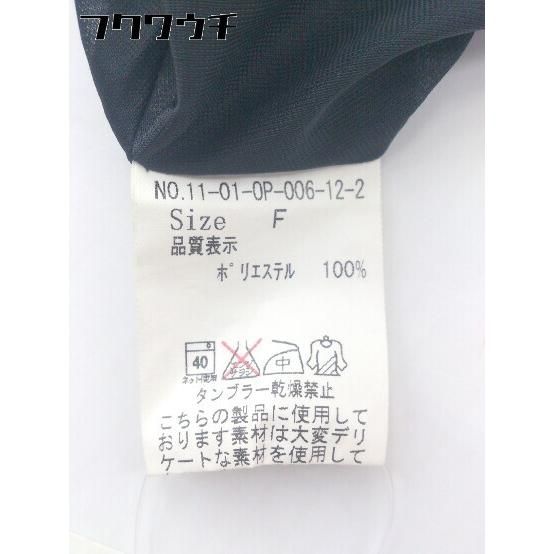 フクワウチ
NO.11-01-OP-006-12-2
Size F
品質表示
ポリエステル 100%
40 中
ネット使用
タンブラー乾燥禁止
こちらの製品に使用して
おります素材は大変デリ
ケートな素材を使用して